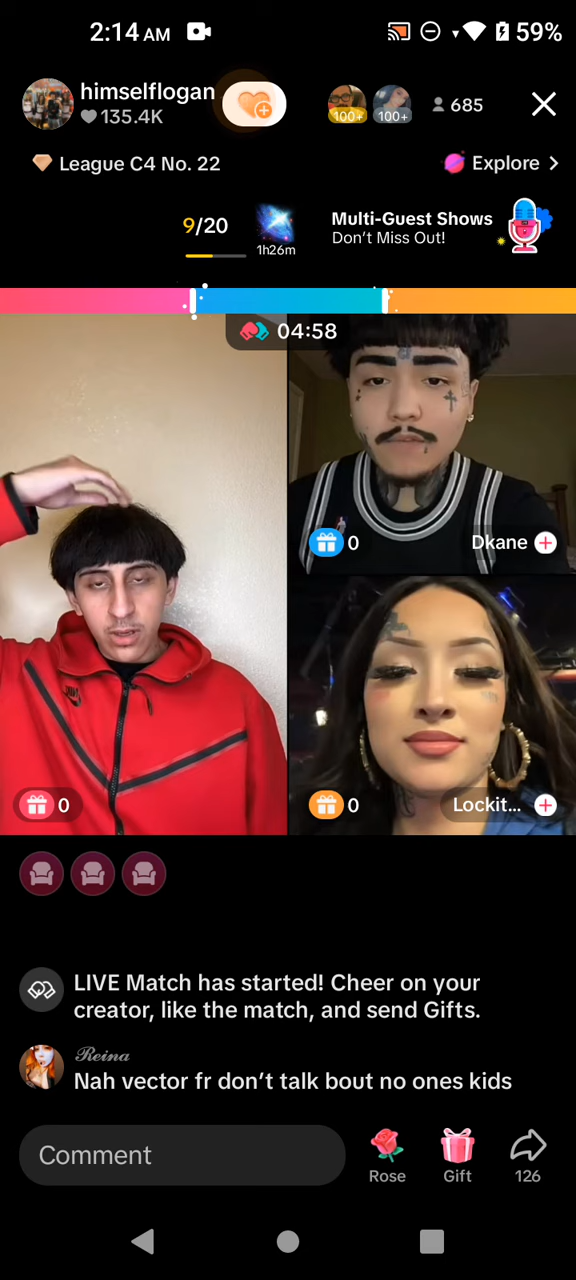 2:14 AM
59%
himselflogan
135.4K
100+
100+
685
League C4 No. 22
Explore >
9/20
1h26m
Multi-Guest Shows
Don't Miss Out!
04:58
0
Dkane
0
0
Lockit...
LIVE Match has started! Cheer on your
creator, like the match, and send Gifts.
Reina
Nah vector fr don't talk bout no ones kids
Comment
Rose
Gift
126